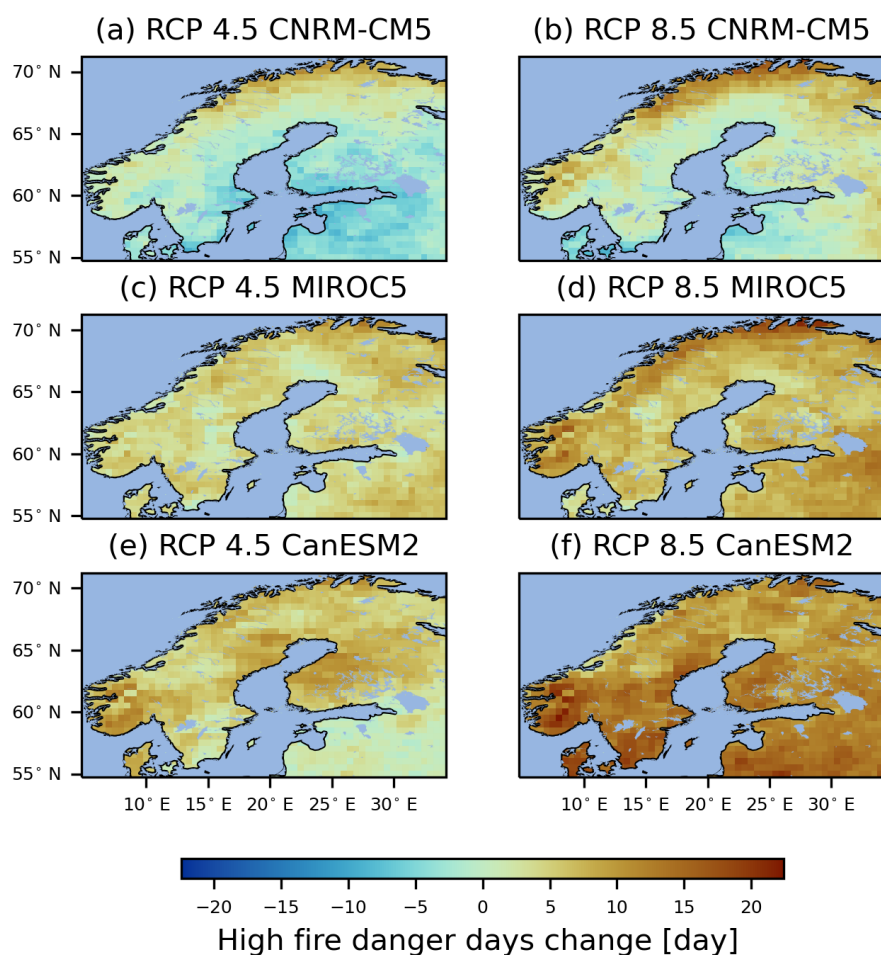 (a) RCP 4.5 CNRM-CM5
(b) RCP 8.5 CNRM-CM5
70° N
65° N
60° N
55° N
(c) RCP 4.5 MIROC5
(d) RCP 8.5 MIROC5
70° N
65° N
60° N
55° N
(e) RCP 4.5 CanESM2
(f) RCP 8.5 CanESM2
70° N
65° N
60° N
55° N
10° E 15° E 20° E 25° E 30° E
10° E 15° E 20° E 25° E 30° E
−20 −15 −10 −5 0 5 10 15 20
High fire danger days change [day]